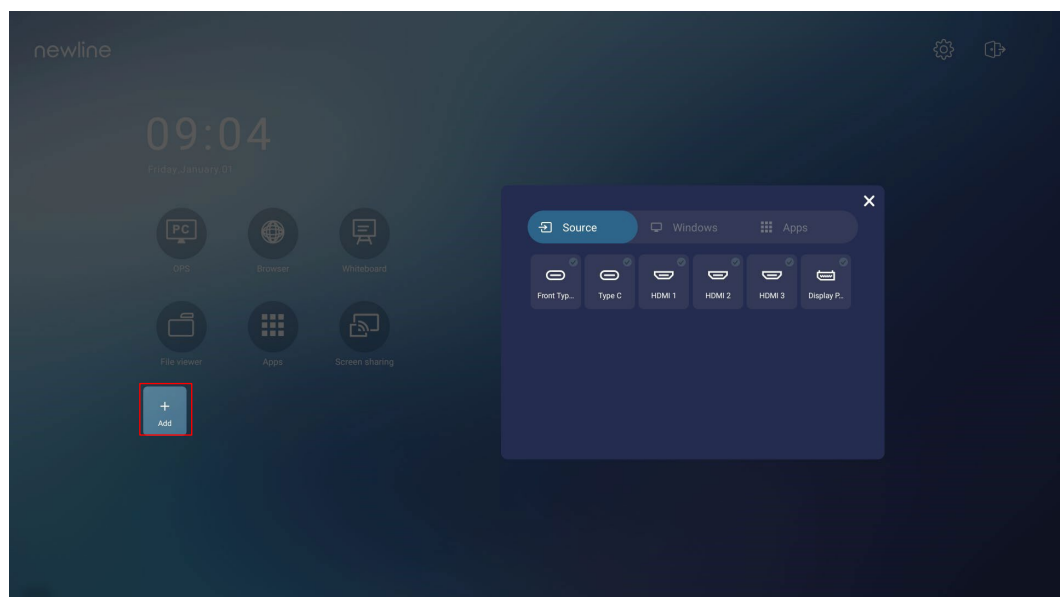 newline
09:04
Friday,January 01
PC
OPS
Browser
Whiteboard
File viewer
Apps
Screen sharing
+
Add
Source
Windows
Apps
Front Typ...
Type C
HDMI 1
HDMI 2
HDMI 3
Display P...